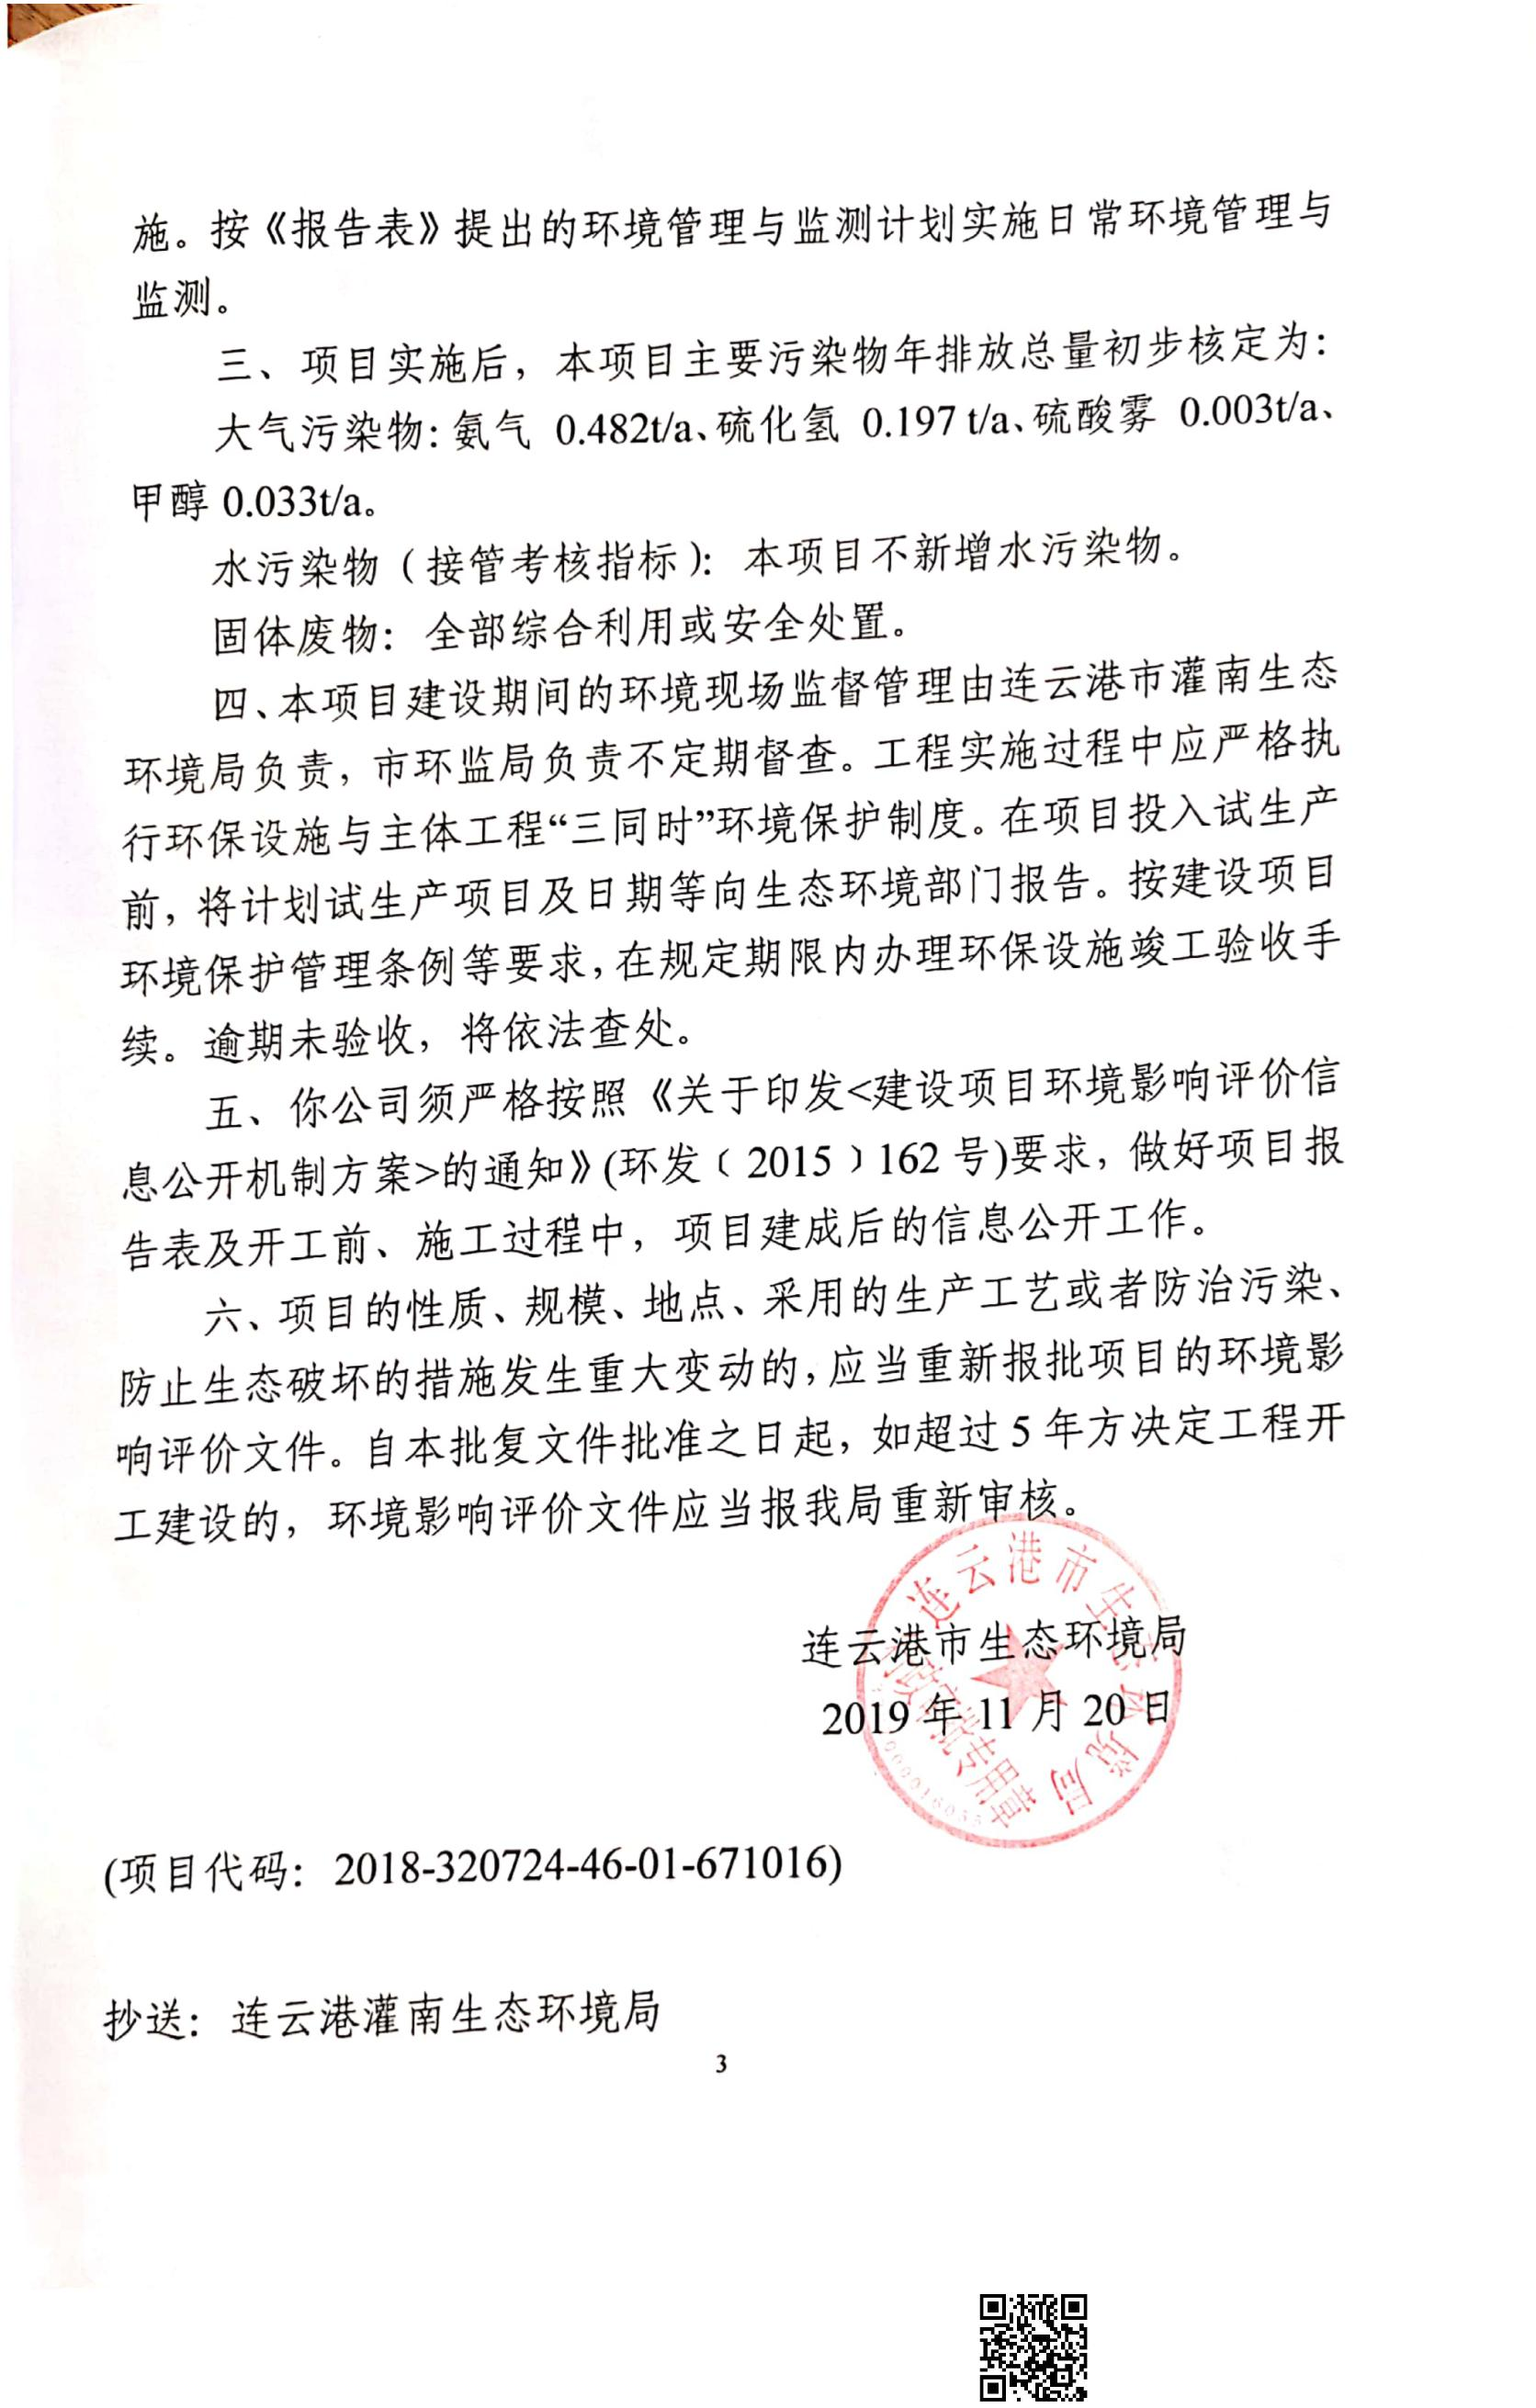 施。按《报告表》提出的环境管理与监测计划实施日常环境管理与
监测。
三、项目实施后，本项目主要污染物年排放总量初步核定为：
大气污染物：氨气 0.482t/a、硫化氢 0.197 t/a、硫酸雾 0.003t/a、
甲醇 0.033t/a。
水污染物（接管考核指标）：本项目不新增水污染物。
固体废物：全部综合利用或安全处置。
四、本项目建设期间的环境现场监督管理由连云港市灌南生态
环境局负责，市环监局负责不定期督查。工程实施过程中应严格执
行环保设施与主体工程“三同时”环境保护制度。在项目投入试生产
前，将计划试生产项目及日期等向生态环境部门报告。按建设项目
环境保护管理条例等要求，在规定期限内办理环保设施竣工验收手
续。逾期未验收，将依法查处。
五、你公司须严格按照《关于印发<建设项目环境影响评价信
息公开机制方案>的通知》(环发﹝2015﹞162 号)要求，做好项目报
告表及开工前、施工过程中，项目建成后的信息公开工作。
六、项目的性质、规模、地点、采用的生产工艺或者防治污染、
防止生态破坏的措施发生重大变动的，应当重新报批项目的环境影
响评价文件。自本批复文件批准之日起，如超过 5 年方决定工程开
工建设的，环境影响评价文件应当报我局重新审核。
连云港市生态环境局
连云港市生态环境局
2019 年 11 月 20 日
专用章
(项目代码：2018-320724-46-01-671016)
抄送：连云港灌南生态环境局
3